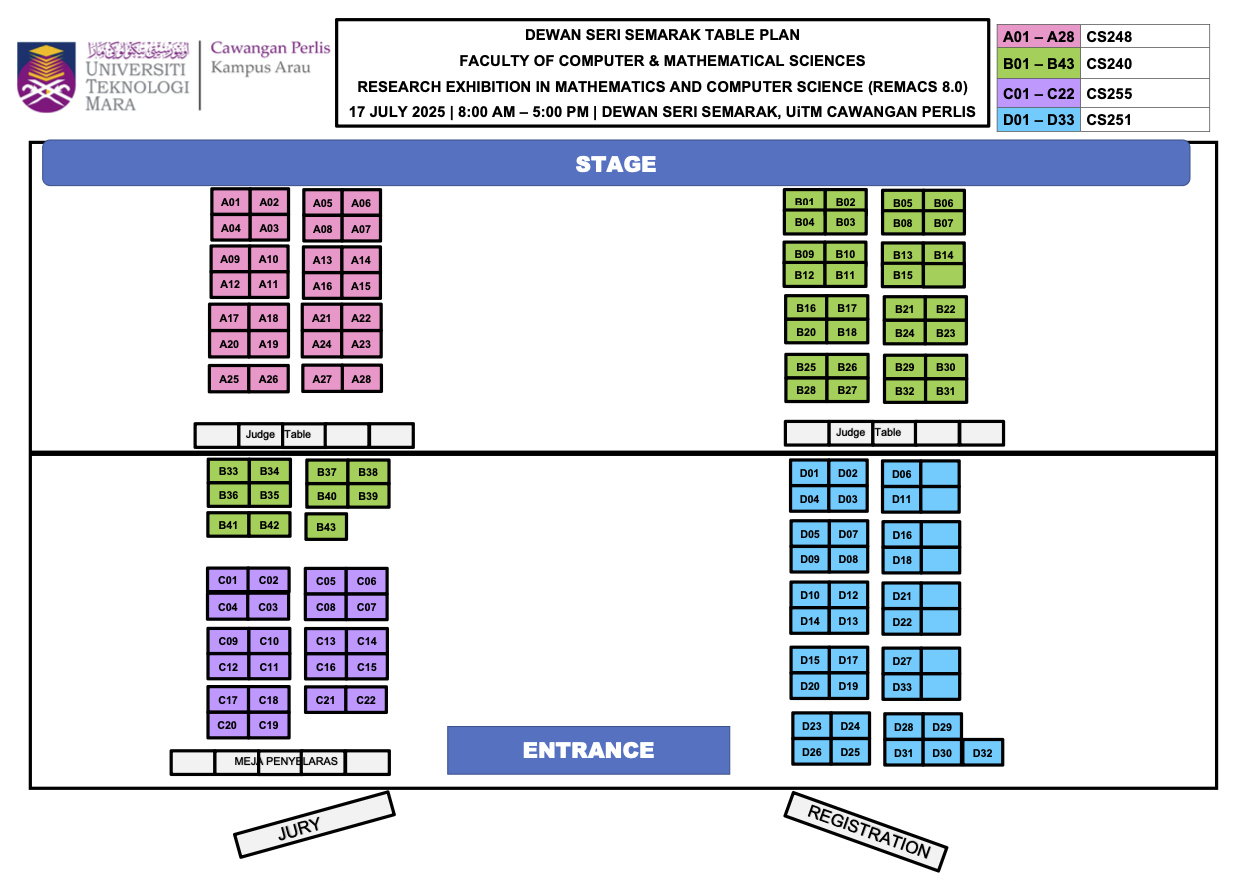 UNIVERSITI
TEKNOLOGI
MARA
Cawangan Perlis
Kampus Arau
DEWAN SERI SEMARAK TABLE PLAN
FACULTY OF COMPUTER & MATHEMATICAL SCIENCES
RESEARCH EXHIBITION IN MATHEMATICS AND COMPUTER SCIENCE (REMACS 8.0)
17 JULY 2025 | 8:00 AM – 5:00 PM | DEWAN SERI SEMARAK, UiTM CAWANGAN PERLIS
A01 – A28 CS248
B01 – B43 CS240
C01 – C22 CS255
D01 – D33 CS251
STAGE
A01 A02 A05 A06
A04 A03 A08 A07
A09 A10 A13 A14
A12 A11 A16 A15
A17 A18 A21 A22
A20 A19 A24 A23
A25 A26 A27 A28
Judge Table
B01 B02 B05 B06
B04 B03 B08 B07
B09 B10 B13 B14
B12 B11 B15
B16 B17 B21 B22
B20 B18 B24 B23
B25 B26 B29 B30
B28 B27 B32 B31
Judge Table
B33 B34 B37 B38
B36 B35 B40 B39
B41 B42 B43
C01 C02 C05 C06
C04 C03 C08 C07
C09 C10 C13 C14
C12 C11 C16 C15
C17 C18 C21 C22
C20 C19
MEJA PENYELARAS
D01 D02 D06
D04 D03 D11
D05 D07 D16
D09 D08 D18
D10 D12 D21
D14 D13 D22
D15 D17 D27
D20 D19 D33
D23 D24 D28 D29
D26 D25 D31 D30 D32
ENTRANCE
JURY
REGISTRATION